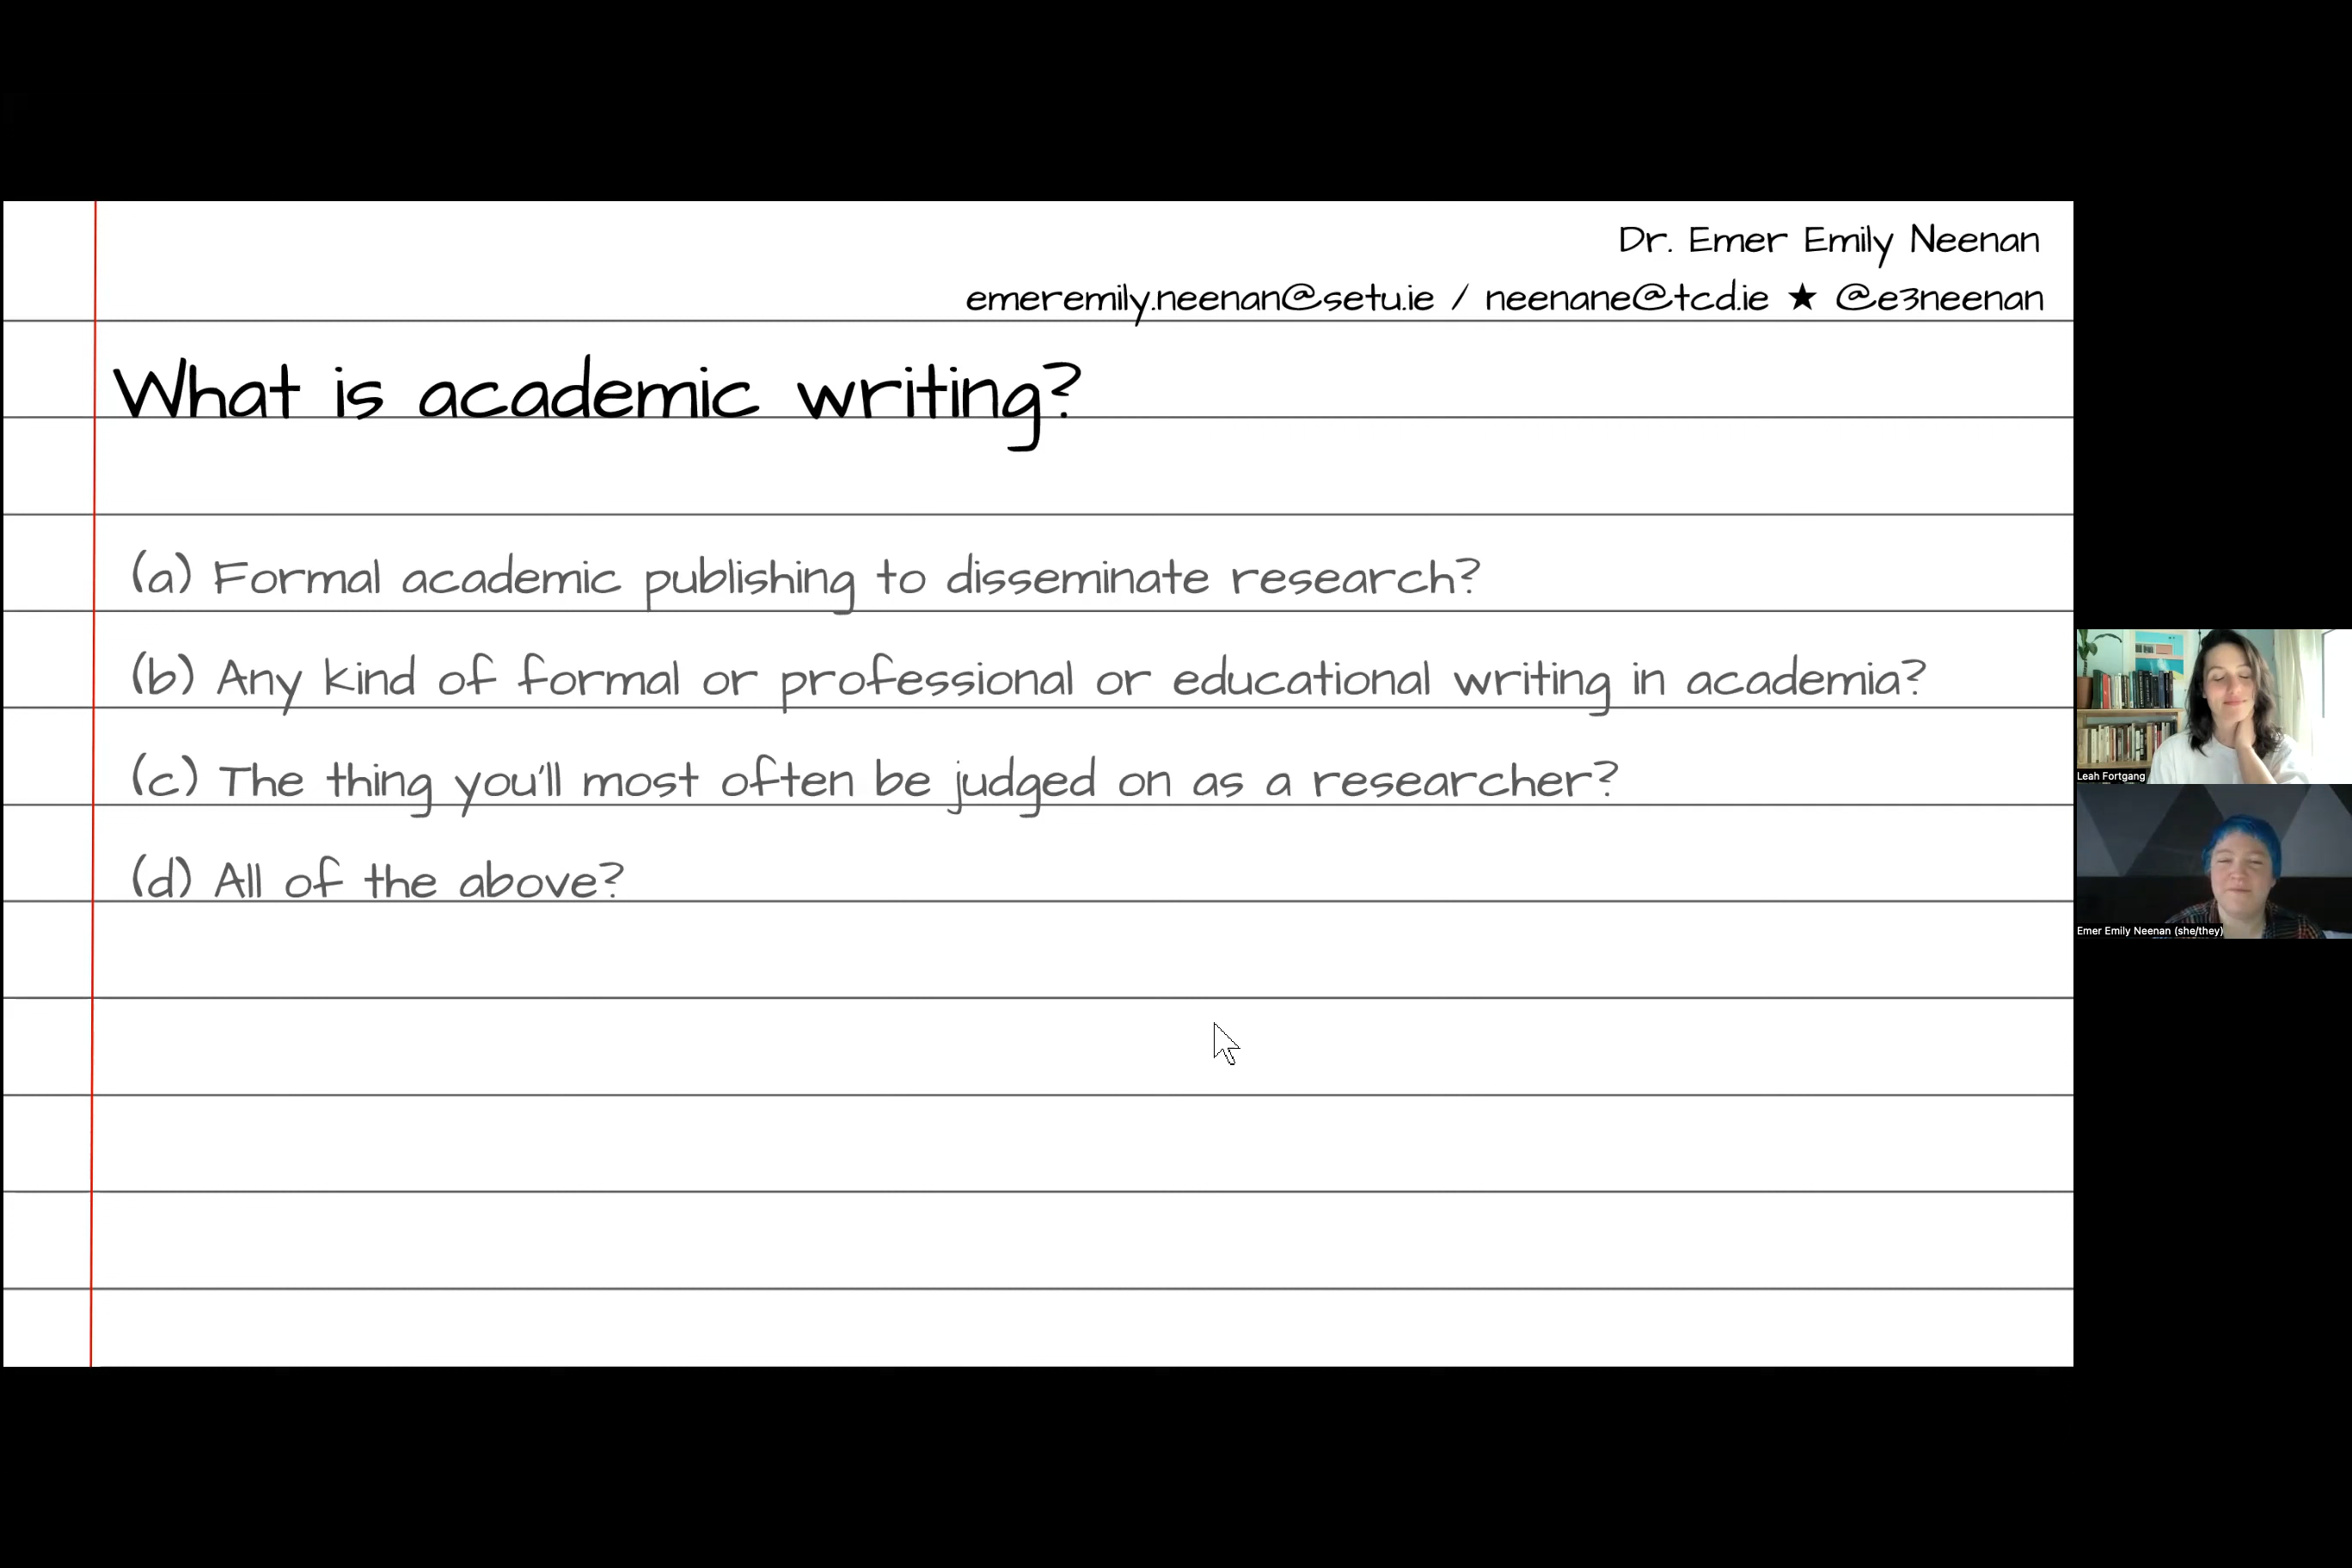 Dr. Emer Emily Neenan
emeremily.neenan@setu.ie / neenane@tcd.ie ★ @e3neenan
What is academic writing?
(a) Formal academic publishing to disseminate research?
(b) Any kind of formal or professional or educational writing in academia?
(c) The thing you'll most often be judged on as a researcher?
(d) All of the above?
Leah Fortgang
Emer Emily Neenan (she/they)